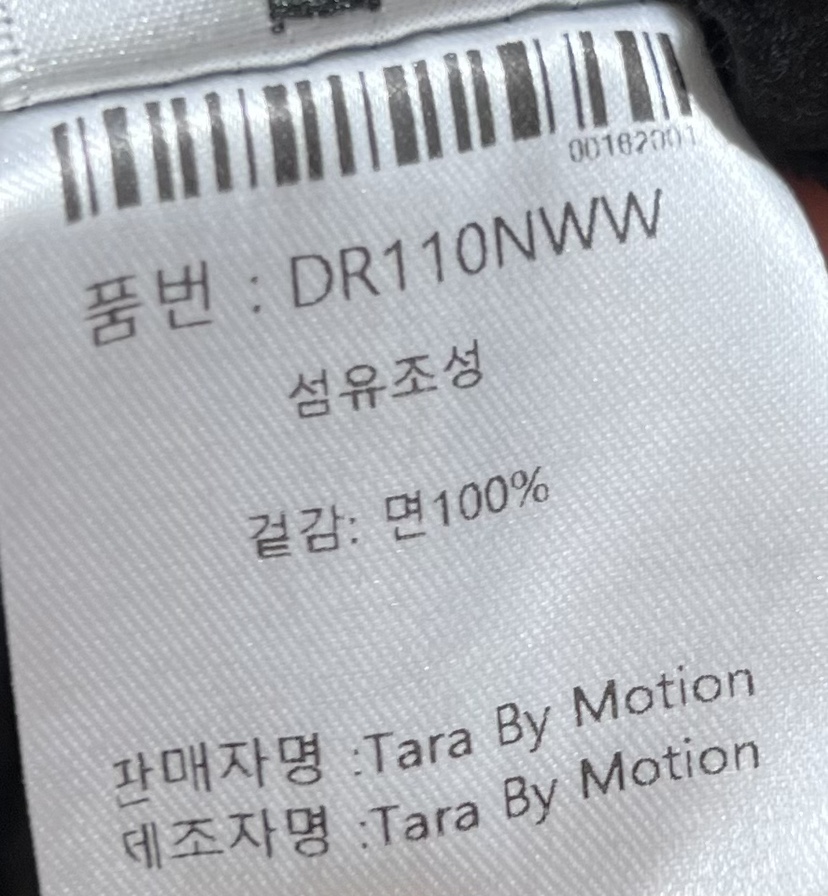 00182001
품번 : DR110NWW
섬유조성
겉감: 면100%
판매자명 :Tara By Motion
제조자명 :Tara By Motion